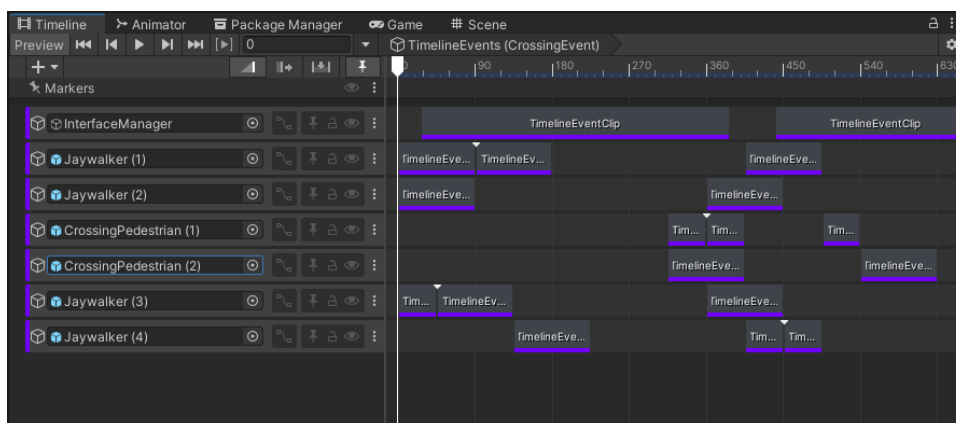 Timeline Animator Package Manager Game # Scene
Preview 0 TimelineEvents (CrossingEvent)
0 90 180 270 360 450 540 630
Markers
InterfaceManager TimelineEventClip TimelineEventClip
Jaywalker (1) TimelineEve... TimelineEv... TimelineEve...
Jaywalker (2) TimelineEve... TimelineEve...
CrossingPedestrian (1) Tim... Tim... Tim...
CrossingPedestrian (2) TimelineEve... TimelineEve...
Jaywalker (3) Tim... TimelineEv... TimelineEve...
Jaywalker (4) TimelineEve... Tim... Tim...